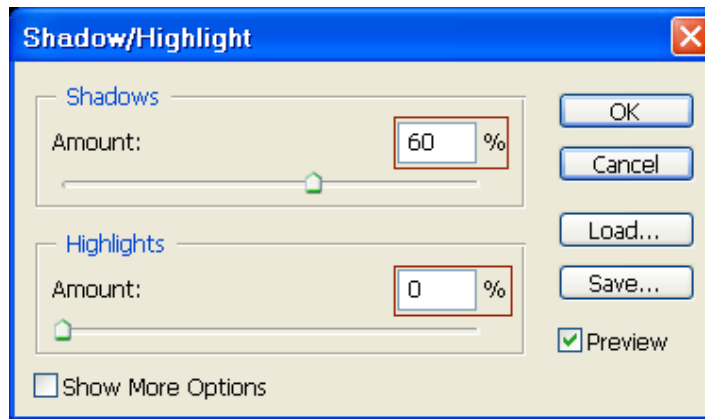 Shadow/Highlight
Shadows
Amount: 60 %
Highlights
Amount: 0 %
Show More Options
OK
Cancel
Load...
Save...
Preview